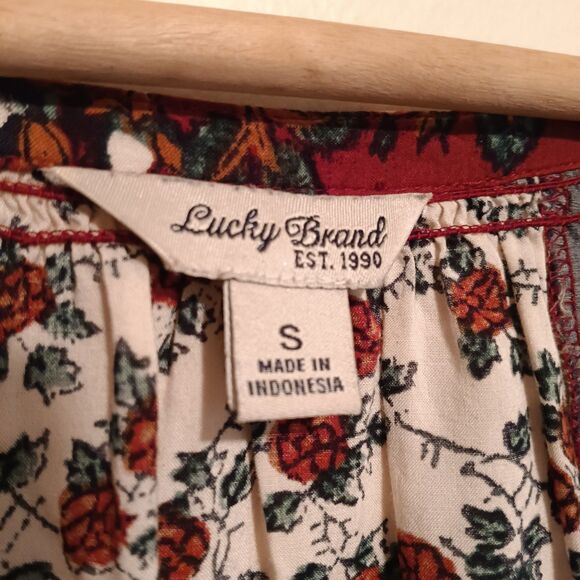 Lucky Brand
EST. 1990
S
MADE IN
INDONESIA